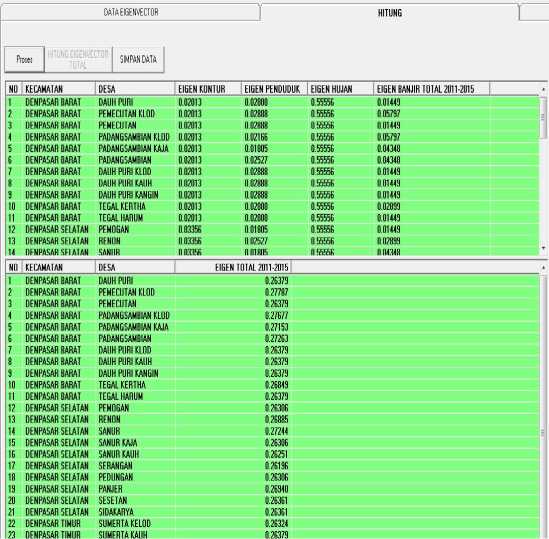 DATA EIGENVECTOR HITUNG
Proses HITUNG EIGENVECTOR TOTAL SIMPAN DATA
NO KECAMATAN DESA EIGEN KONTUR EIGEN PENDUDUK EIGEN HUJAN EIGEN BANJIR TOTAL 2011-2015
1 DENPASAR BARAT DAUH PURI 0.02013 0.02888 0.55556 0.01449
2 DENPASAR BARAT PEMECUTAN KLOD 0.02013 0.02888 0.55556 0.05797
3 DENPASAR BARAT PEMECUTAN 0.02013 0.02888 0.55556 0.01449
4 DENPASAR BARAT PADANGSAMBIAN KLOD 0.02013 0.02166 0.55556 0.05797
5 DENPASAR BARAT PADANGSAMBIAN KAJA 0.02013 0.01805 0.55556 0.04348
6 DENPASAR BARAT PADANGSAMBIAN 0.02013 0.02527 0.55556 0.04348
7 DENPASAR BARAT DAUH PURI KLOD 0.02013 0.02888 0.55556 0.01449
8 DENPASAR BARAT DAUH PURI KAUH 0.02013 0.02888 0.55556 0.01449
9 DENPASAR BARAT DAUH PURI KANGIN 0.02013 0.02888 0.55556 0.01449
10 DENPASAR BARAT TEGAL KERTHA 0.02013 0.02888 0.55556 0.02899
11 DENPASAR BARAT TEGAL HARUM 0.02013 0.02888 0.55556 0.01449
12 DENPASAR SELATAN PEMOGAN 0.03356 0.01805 0.55556 0.01449
13 DENPASAR SELATAN RENON 0.03356 0.02527 0.55556 0.02899
14 DENPASAR SELATAN SANUR 0.03356 0.01805 0.55556 0.04348
NO KECAMATAN DESA EIGEN TOTAL 2011-2015
1 DENPASAR BARAT DAUH PURI 0.26379
2 DENPASAR BARAT PEMECUTAN KLOD 0.27787
3 DENPASAR BARAT PEMECUTAN 0.26379
4 DENPASAR BARAT PADANGSAMBIAN KLOD 0.27677
5 DENPASAR BARAT PADANGSAMBIAN KAJA 0.27153
6 DENPASAR BARAT PADANGSAMBIAN 0.27263
7 DENPASAR BARAT DAUH PURI KLOD 0.26379
8 DENPASAR BARAT DAUH PURI KAUH 0.26379
9 DENPASAR BARAT DAUH PURI KANGIN 0.26379
10 DENPASAR BARAT TEGAL KERTHA 0.26849
11 DENPASAR BARAT TEGAL HARUM 0.26379
12 DENPASAR SELATAN PEMOGAN 0.26306
13 DENPASAR SELATAN RENON 0.26885
14 DENPASAR SELATAN SANUR 0.27244
15 DENPASAR SELATAN SANUR KAJA 0.26306
16 DENPASAR SELATAN SANUR KAUH 0.26251
17 DENPASAR SELATAN SERANGAN 0.26196
18 DENPASAR SELATAN PEDUNGAN 0.26306
19 DENPASAR SELATAN PANJER 0.26940
20 DENPASAR SELATAN SESETAN 0.26361
21 DENPASAR SELATAN SIDAKARYA 0.26361
22 DENPASAR TIMUR SUMERTA KELOD 0.26324
23 DENPASAR TIMUR SUMERTA KAUH 0.26379